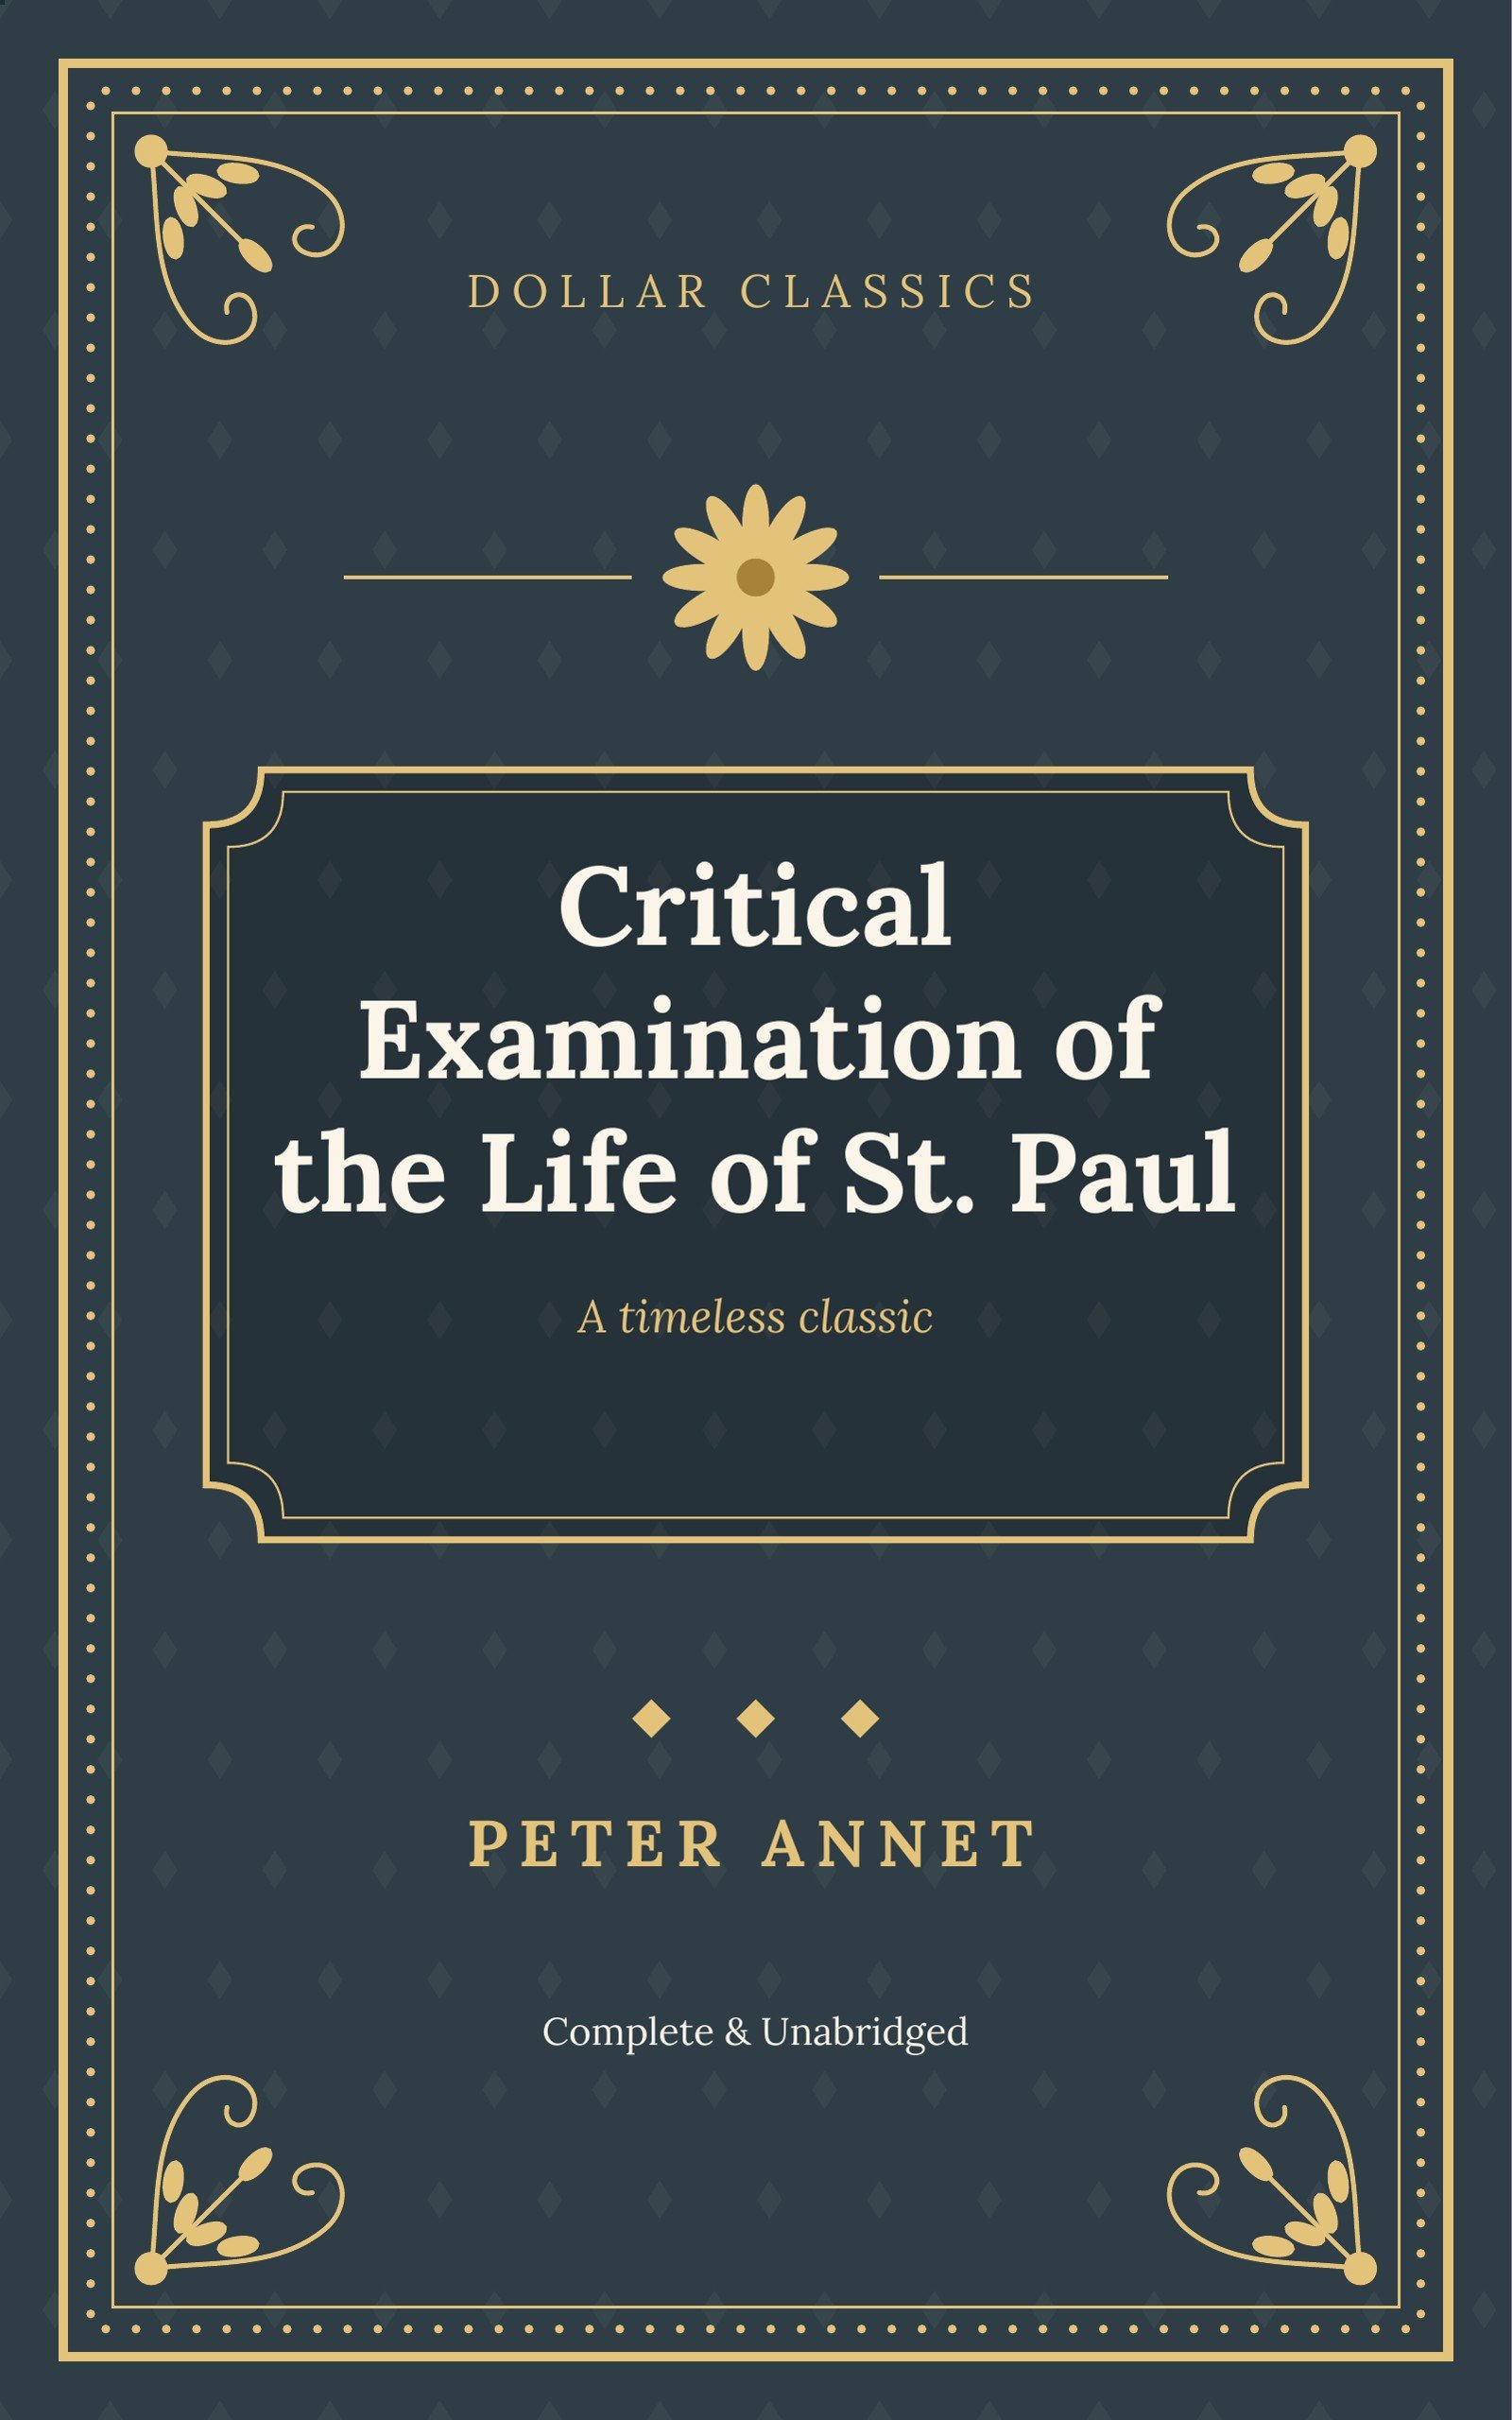 DOLLAR CLASSICS
Critical
Examination of
the Life of St. Paul
A timeless classic
PETER ANNET
Complete & Unabridged